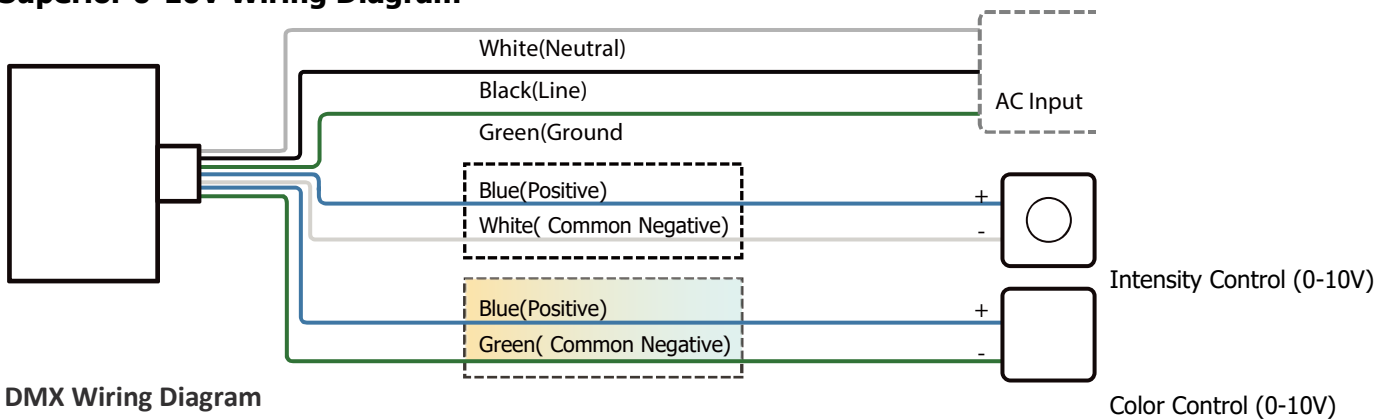 Superior 0-10V Wiring Diagram
White(Neutral)
Black(Line)
AC Input
Green(Ground
Blue(Positive)
+
White( Common Negative)
-
Intensity Control (0-10V)
Blue(Positive)
+
Green( Common Negative)
-
DMX Wiring Diagram
Color Control (0-10V)